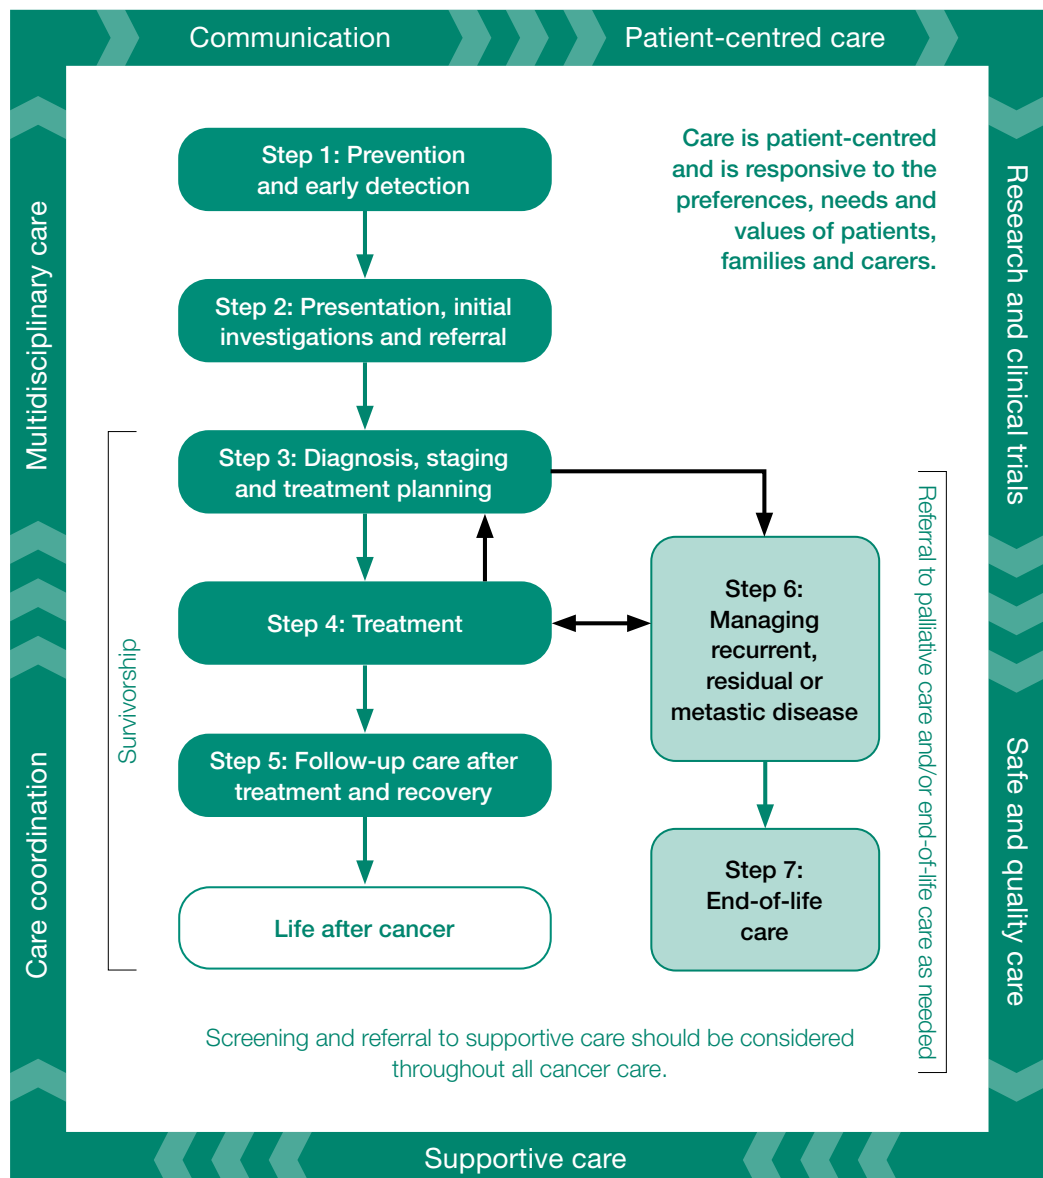 Communication
Patient-centred care
Care is patient-centred
and is responsive to the
preferences, needs and
values of patients,
families and carers.
Step 1: Prevention
and early detection
Step 2: Presentation, initial
investigations and referral
Step 3: Diagnosis, staging
and treatment planning
Step 4: Treatment
Step 5: Follow-up care after
treatment and recovery
Life after cancer
Step 6:
Managing
recurrent,
residual or
metastic disease
Step 7:
End-of-life
care
Survivorship
Referral to palliative care and/or end-of-life care as needed
Screening and referral to supportive care should be considered
throughout all cancer care.
Multidisciplinary care
Care coordination
Research and clinical trials
Safe and quality care
Supportive care